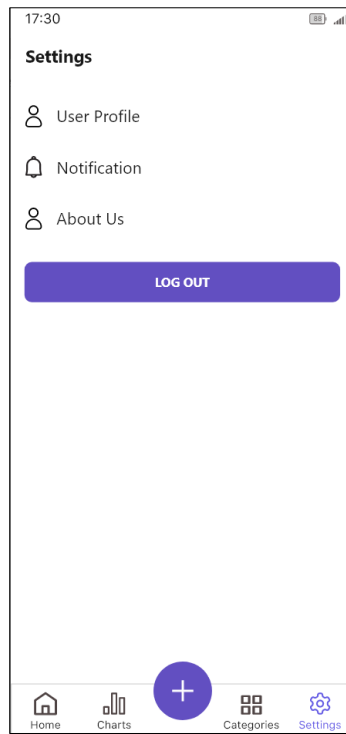 17:30 88
Settings
User Profile
Notification
About Us
LOG OUT
Home Charts Categories Settings